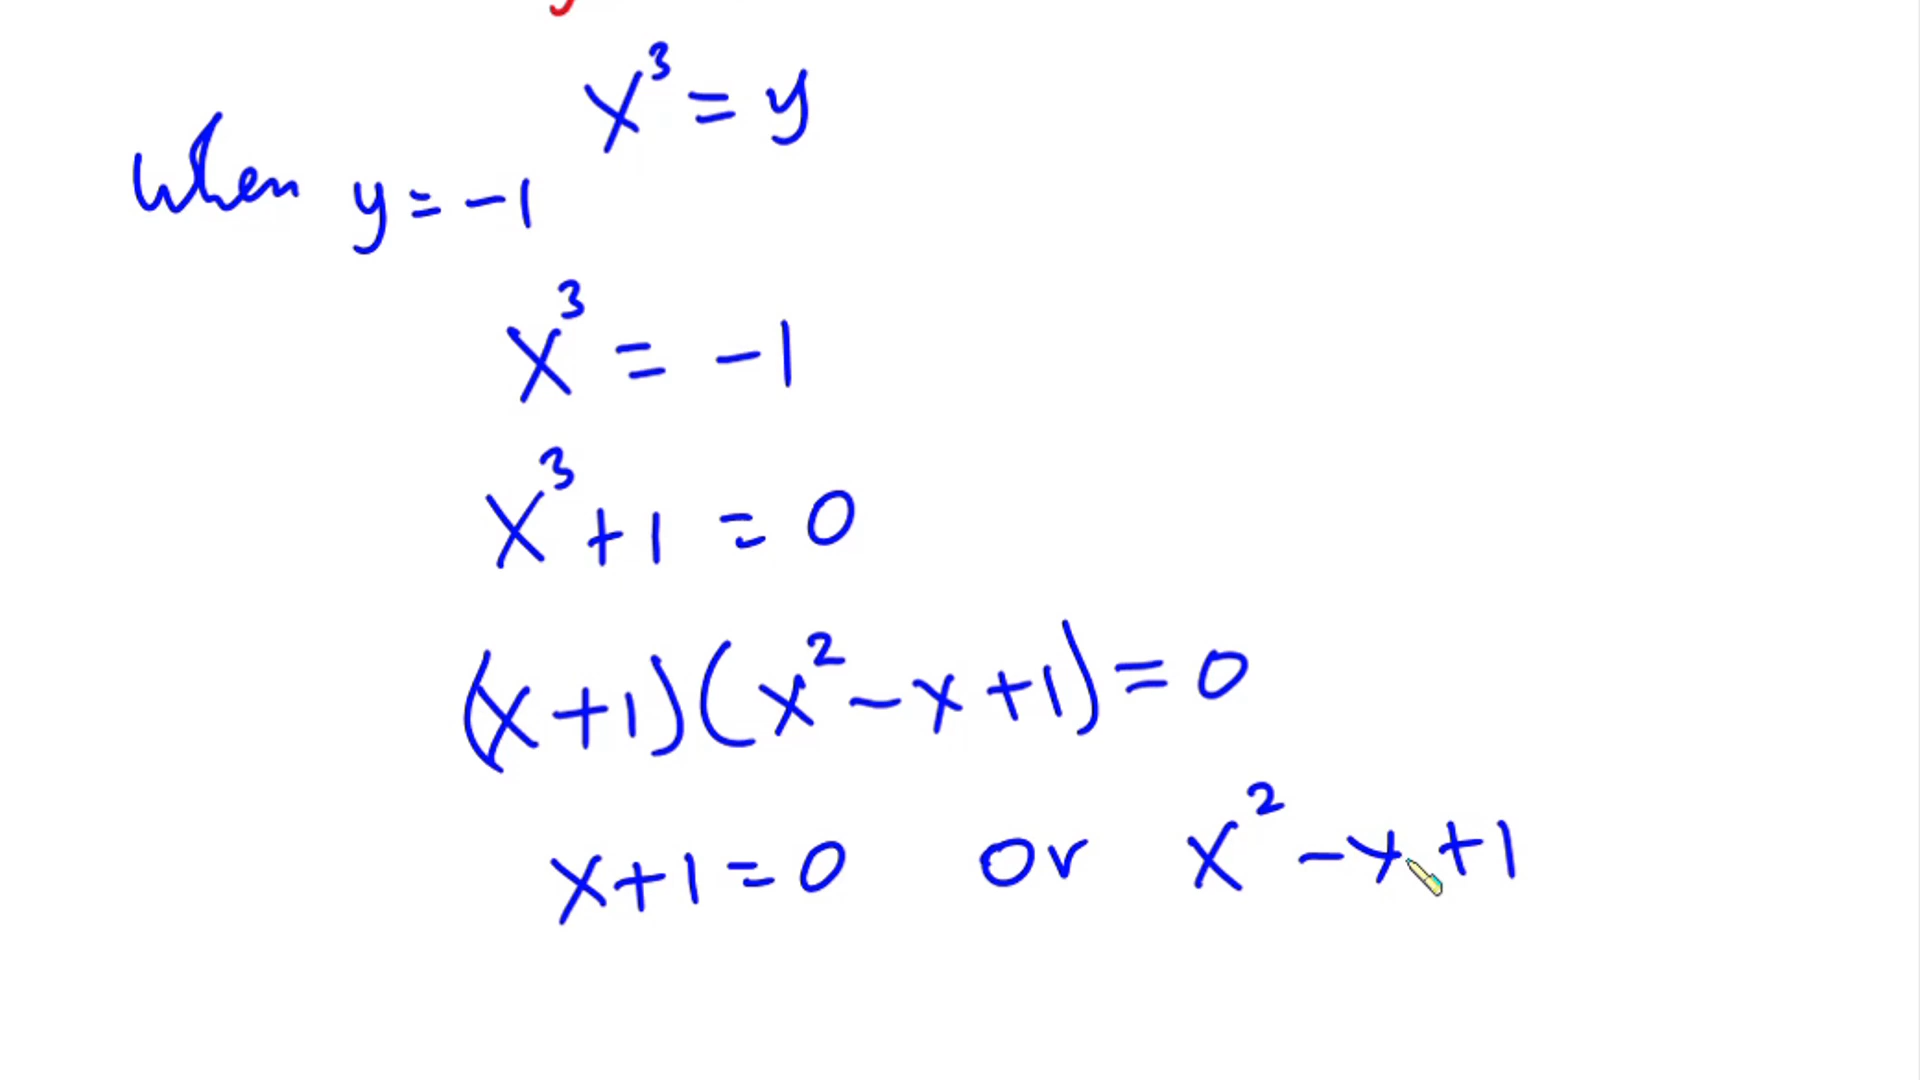 x³ = y
When y = -1
x³ = -1
x³ + 1 = 0
(x + 1)(x² - x + 1) = 0
x + 1 = 0 or x² - x + 1